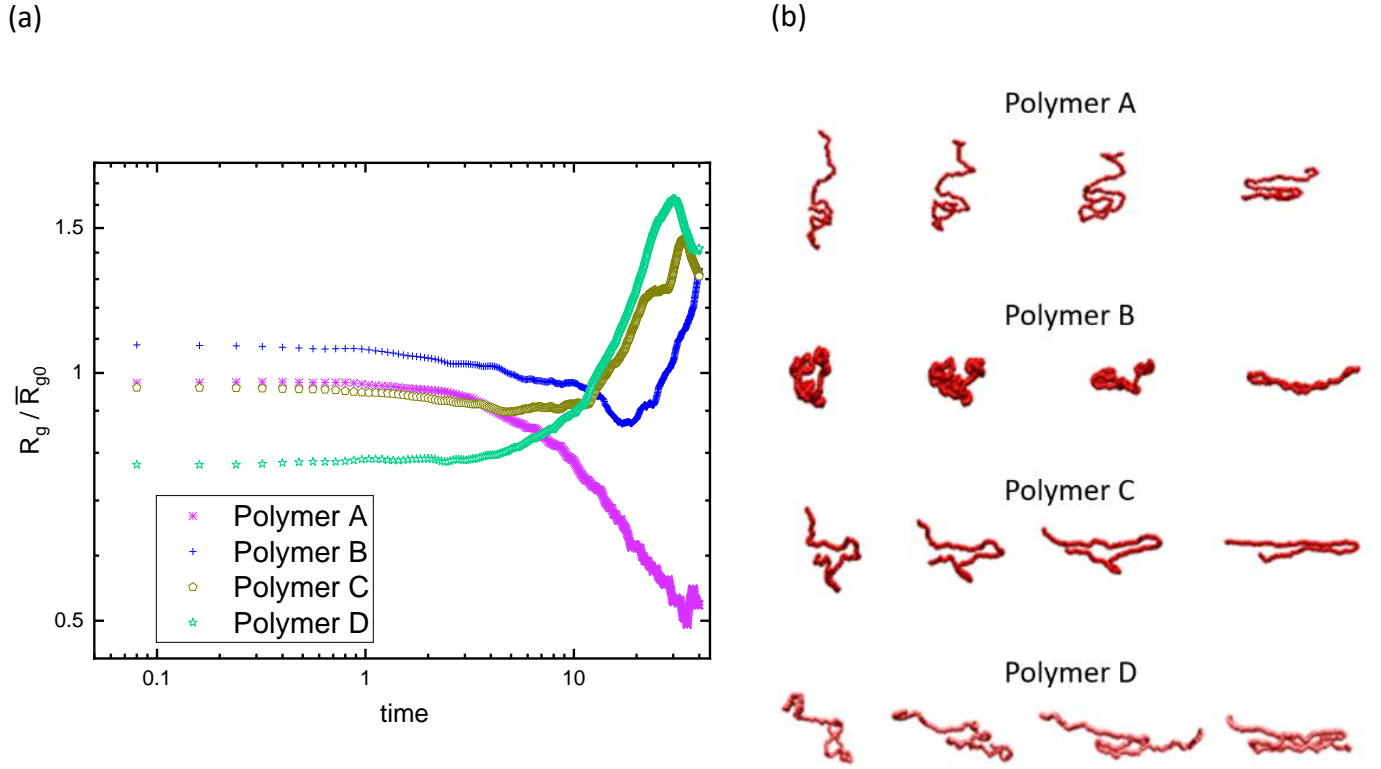 (a)
(b)
1.5
1
0.5
R_g / R̅_g0
0.1
1
10
time
Polymer A
Polymer B
Polymer C
Polymer D
Polymer A
Polymer B
Polymer C
Polymer D